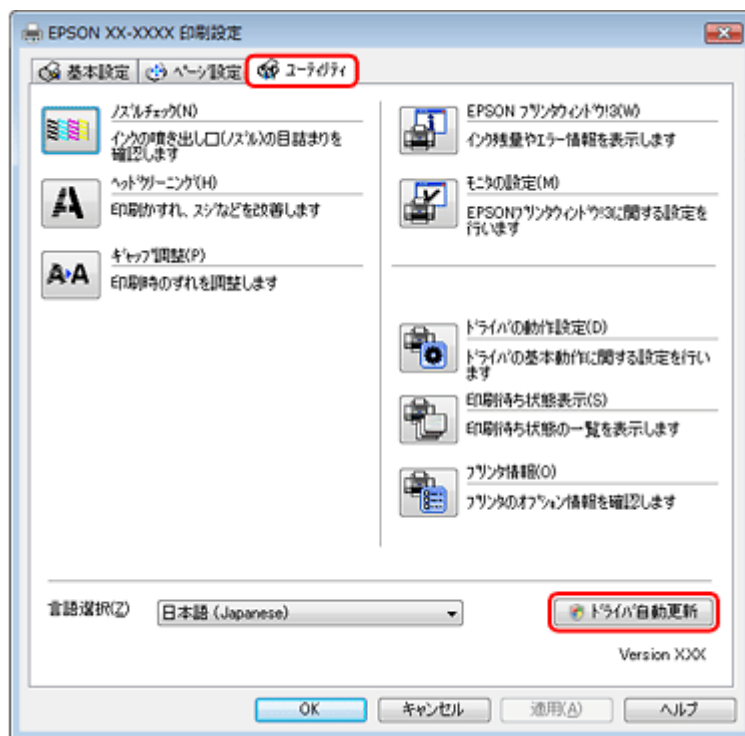 EPSON XX-XXXX 印刷設定
基本設定
ページ設定
ユーティリティ
ノズルチェック(N)
インクの噴き出し口(ノズル)の目詰まりを
確認します
ヘッドクリーニング(H)
印刷かすれ、スジなどを改善します
ギャップ調整(P)
印刷時のずれを調整します
EPSON プリンタウィンドウ!3(W)
インク残量やエラー情報を表示します
モニタの設定(M)
EPSONプリンタウィンドウ!3に関する設定を
行います
ドライバの動作設定(D)
ドライバの基本動作に関する設定を行い
ます
印刷待ち状態表示(S)
印刷待ち状態の一覧を表示します
プリンタ情報(O)
プリンタのオプション情報を確認します
言語選択(Z)
日本語 (Japanese)
ドライバ自動更新
Version XXX
OK
キャンセル
適用(A)
ヘルプ